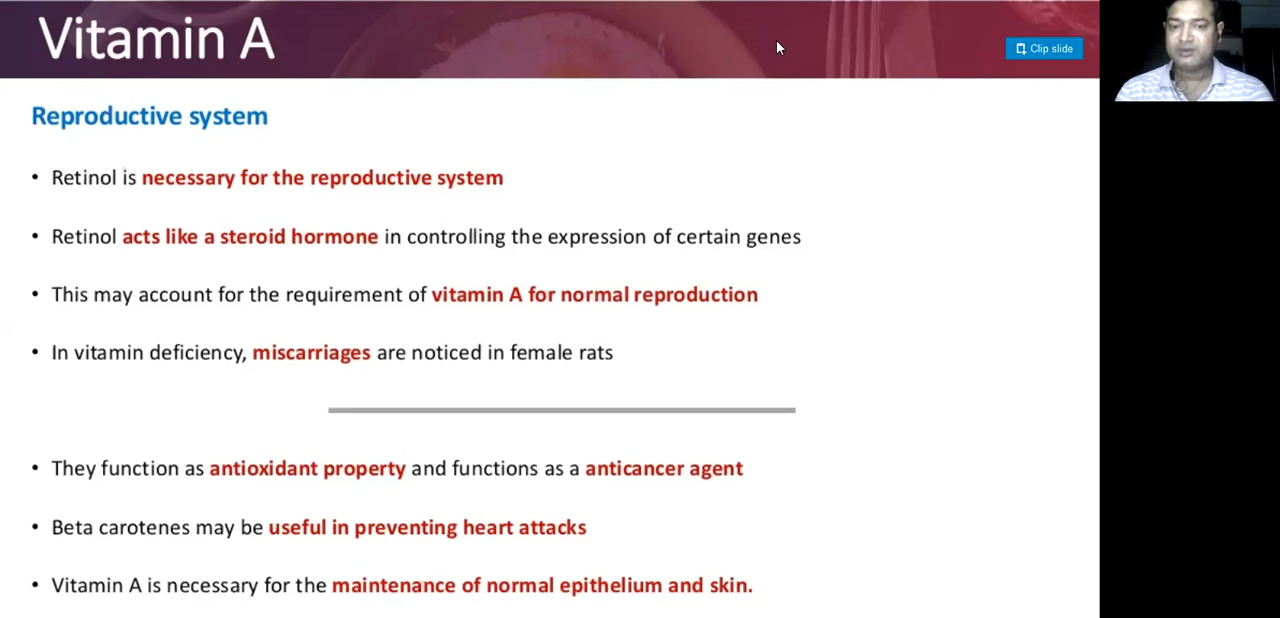 Vitamin A
Clip slide
Reproductive system
• Retinol is necessary for the reproductive system
• Retinol acts like a steroid hormone in controlling the expression of certain genes
• This may account for the requirement of vitamin A for normal reproduction
• In vitamin deficiency, miscarriages are noticed in female rats
• They function as antioxidant property and functions as a anticancer agent
• Beta carotenes may be useful in preventing heart attacks
• Vitamin A is necessary for the maintenance of normal epithelium and skin.